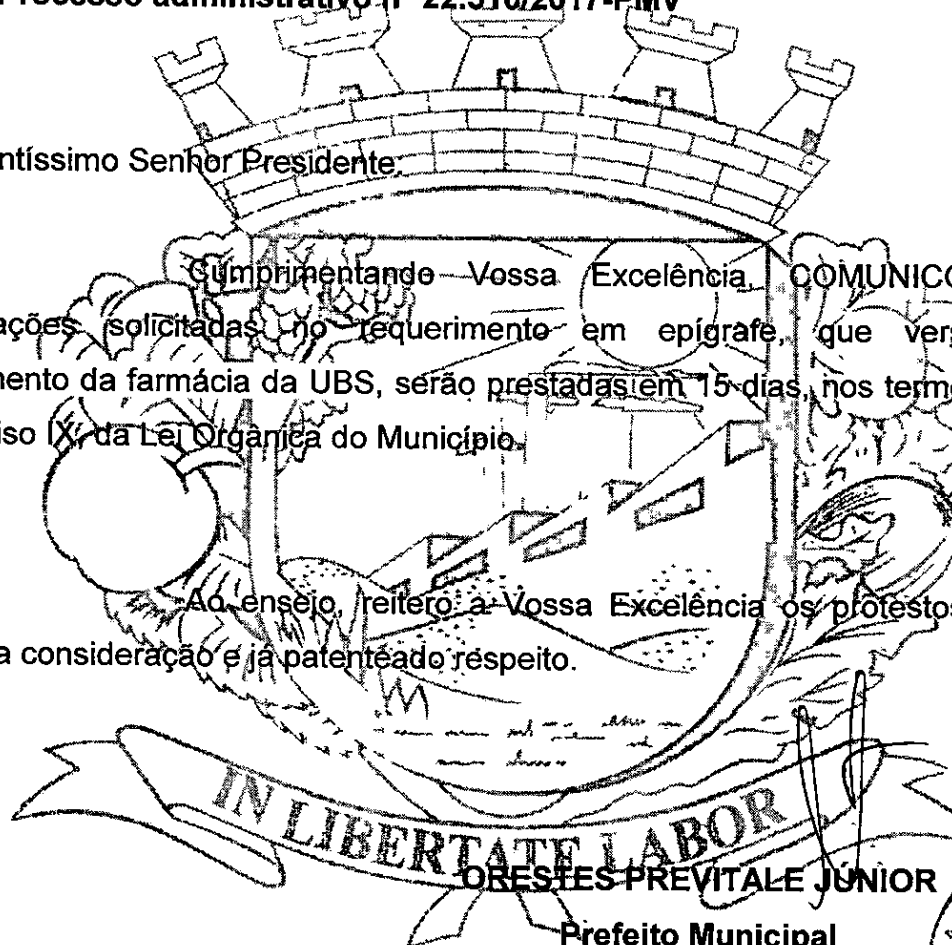 Processo administrativo nº 22.510/2017-PMV
ntíssimo Senhor Presidente,
Cumprimentando Vossa Excelência, COMUNICO
ações solicitadas no requerimento em epígrafe, que ver
mento da farmácia da UBS, serão prestadas em 15 dias, nos term
iso IX, da Lei Orgânica do Município.
Ao ensejo, reitero a Vossa Excelência os protestos
a consideração e já patenteado respeito.
IN LIBERTATE LABOR
ORESTES PREVITALE JÚNIOR
Prefeito Municipal